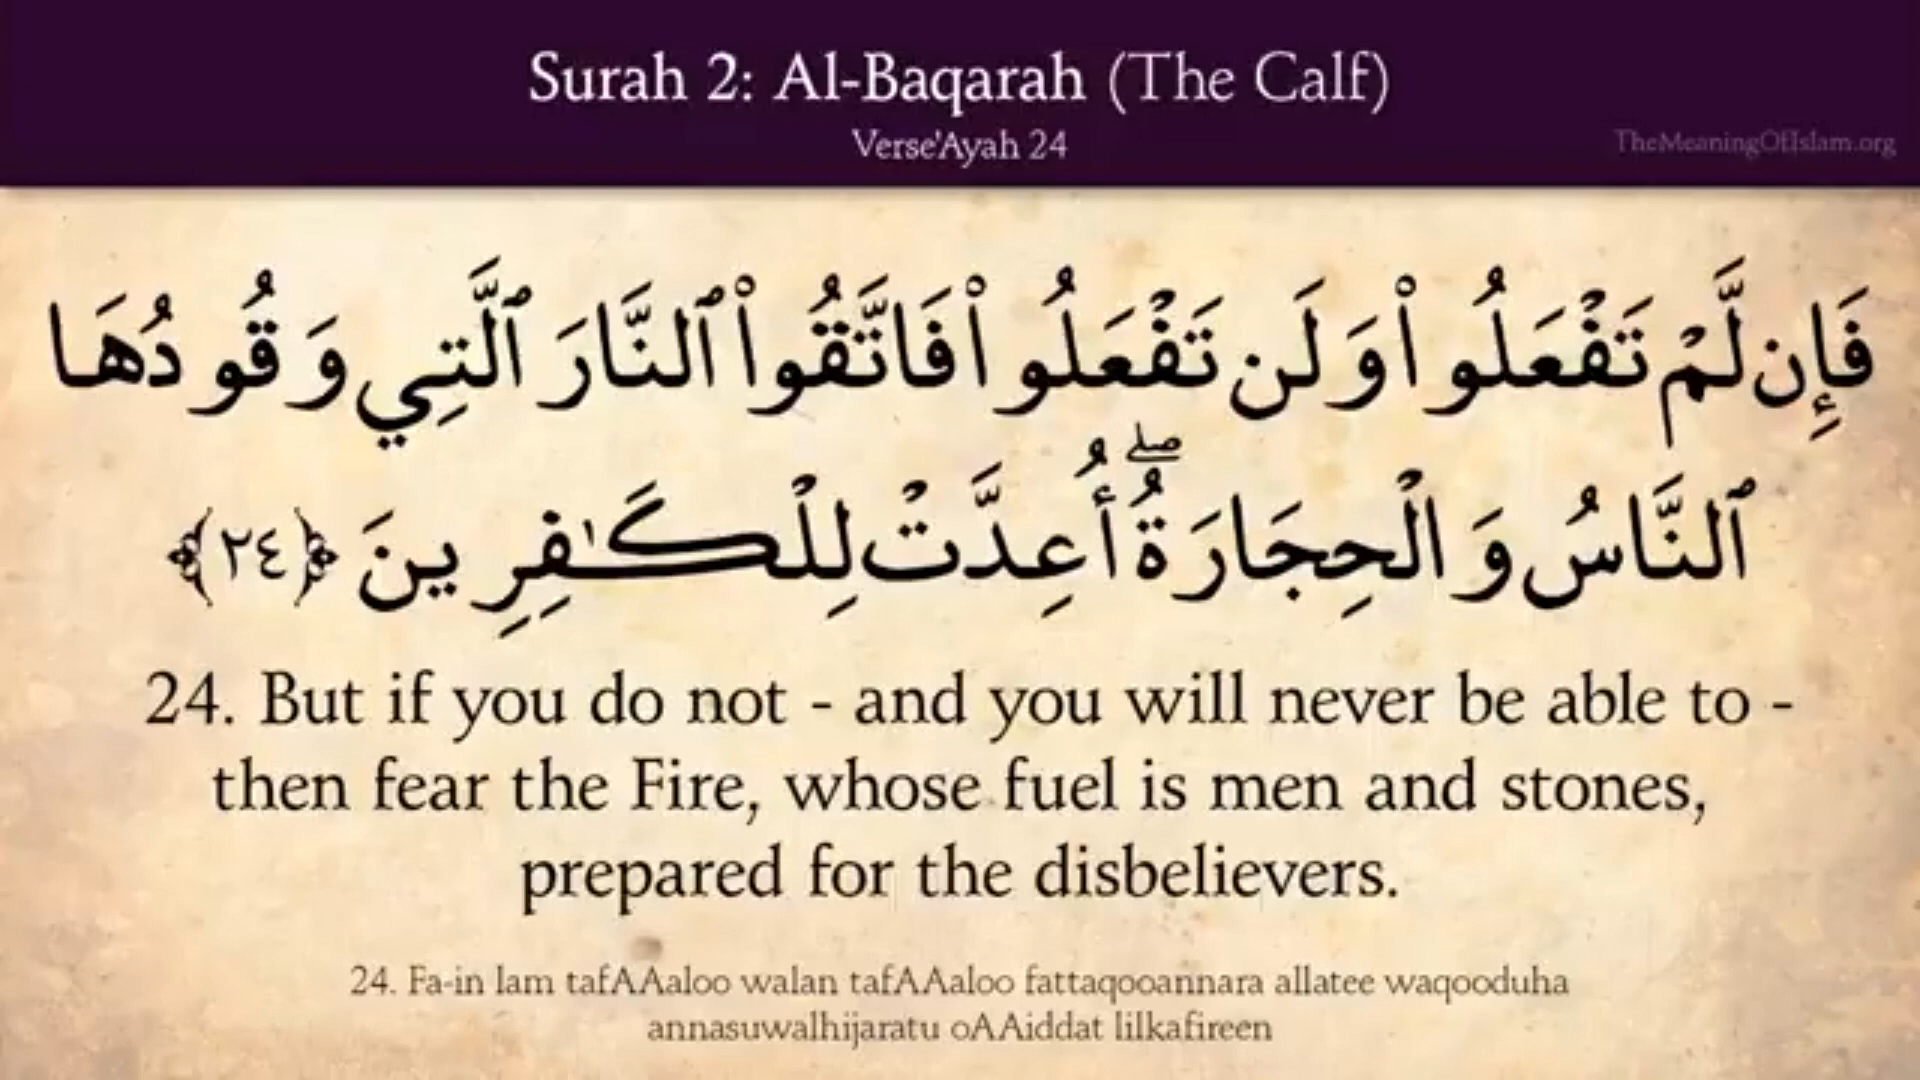 Surah 2: Al-Baqarah (The Calf)
Verse'Ayah 24
TheMeaningOfIslam.org
فَإِن لَّمْ تَفْعَلُواْ وَلَن تَفْعَلُواْ فَاتَّقُواْ ٱلنَّارَ ٱلَّتِي وَقُودُهَا
ٱلنَّاسُ وَالْحِجَارَةُ ۖ أُعِدَّتْ لِلْكَـٰفِرِينَ ﴿٢٤﴾
24. But if you do not - and you will never be able to -
then fear the Fire, whose fuel is men and stones,
prepared for the disbelievers.
24. Fa-in lam tafAAaloo walan tafAAaloo fattaqooannara allatee waqooduha
annasuwalhijaratu oAAiddat lilkafireen